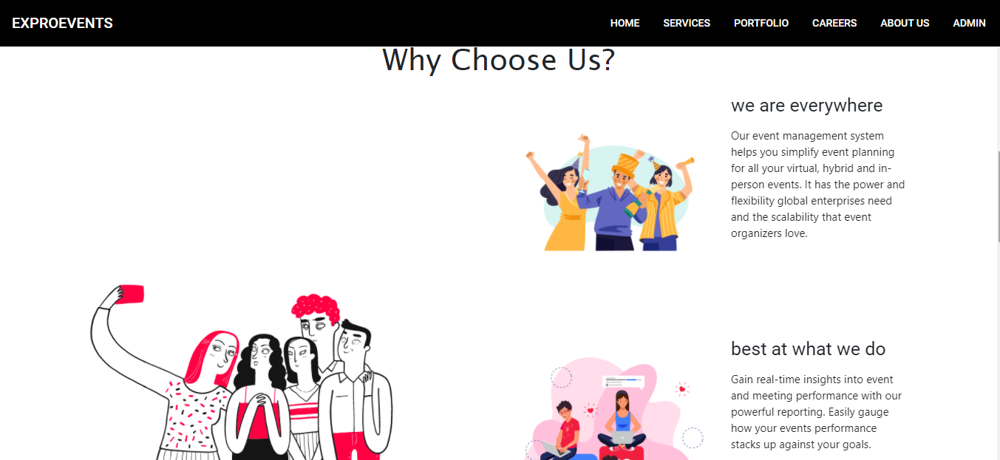 EXPROEVENTS
HOME SERVICES PORTFOLIO CAREERS ABOUT US ADMIN
Why Choose Us?
we are everywhere
Our event management system
helps you simplify event planning
for all your virtual, hybrid and in-
person events. It has the power and
flexibility global enterprises need
and the scalability that event
organizers love.
best at what we do
Gain real-time insights into event
and meeting performance with our
powerful reporting. Easily gauge
how your events performance
stacks up against your goals.